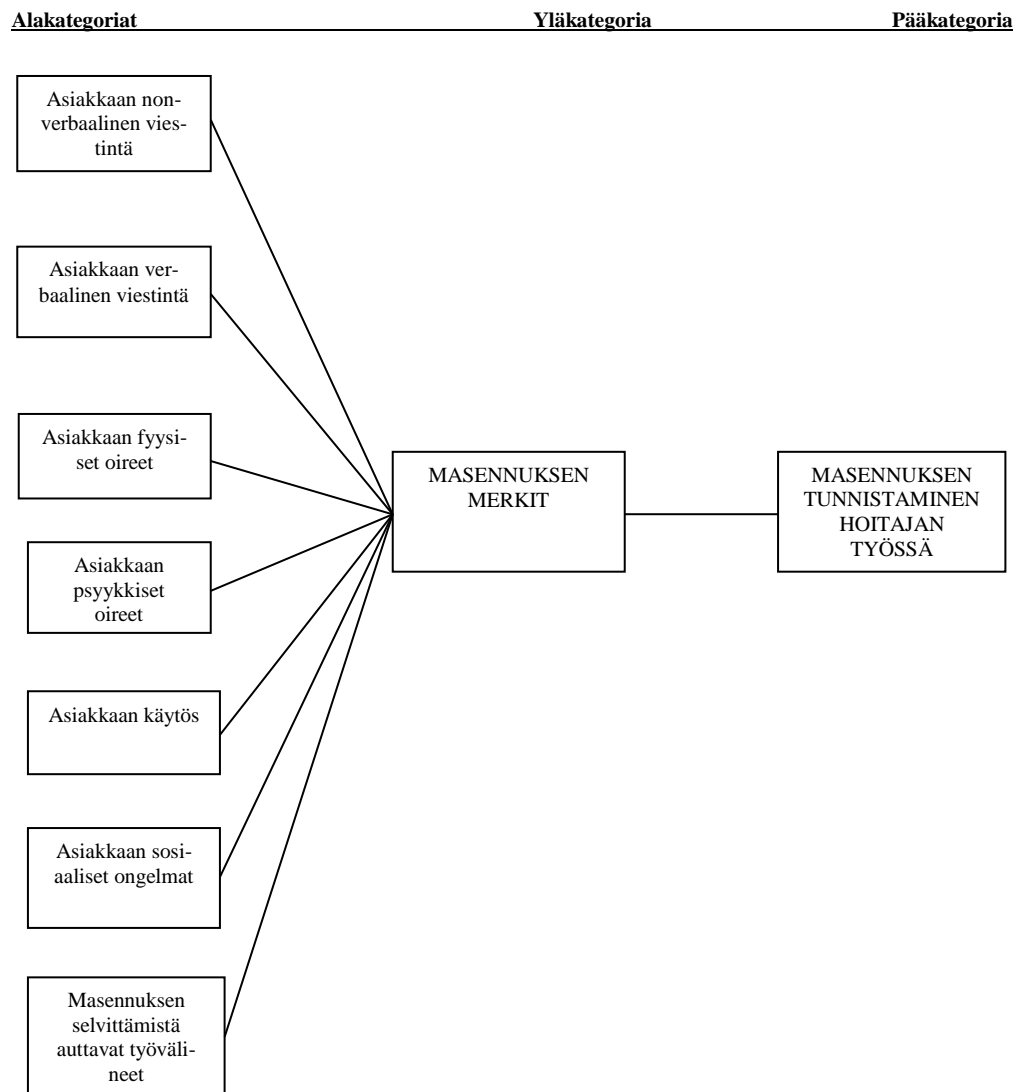 Alakategoriat Yläkategoria Pääkategoria
Asiakkaan non-
verbaalinen vies-
tintä
Asiakkaan ver-
baalinen viestintä
Asiakkaan fyysi-
set oireet
Asiakkaan
psyykkiset
oireet
Asiakkaan käytös
Asiakkaan sosi-
aaliset ongelmat
Masennuksen
selvittämistä
auttavat työväli-
neet
MASENNUKSEN
MERKIT
MASENNUKSEN
TUNNISTAMINEN
HOITAJAN
TYÖSSÄ